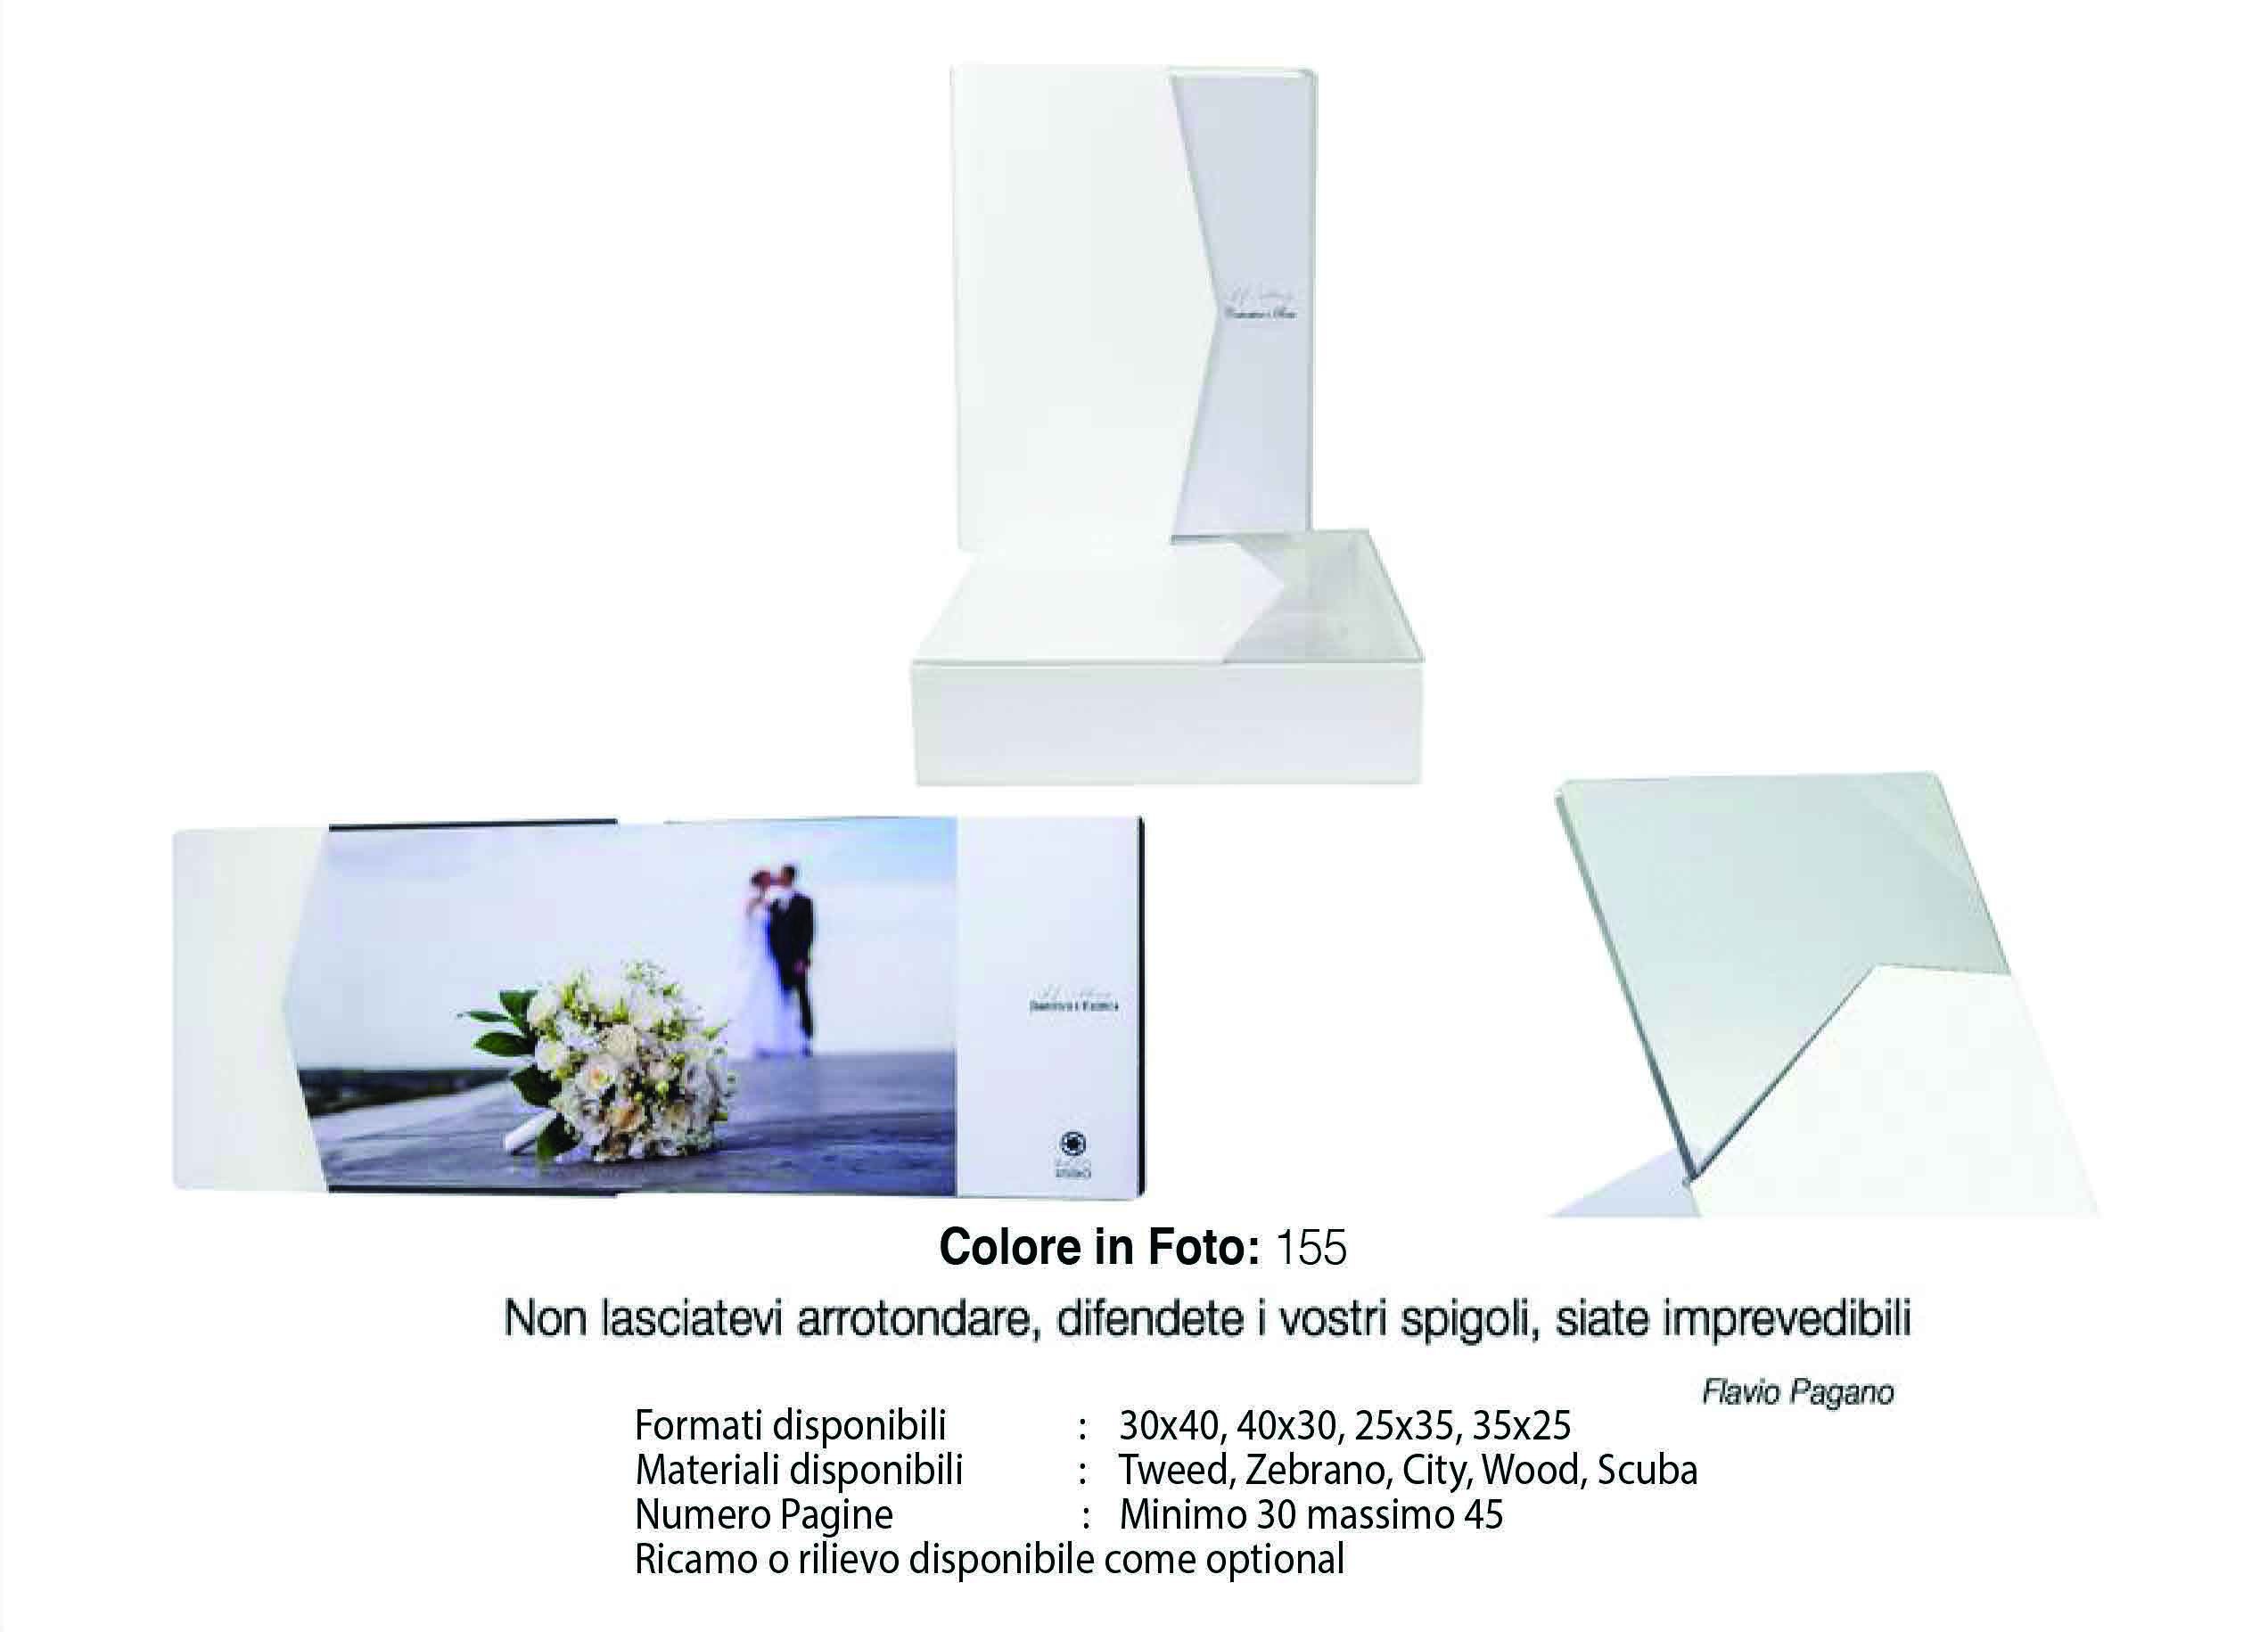 Colore in Foto: 155
Non lasciatevi arrotondare, difendete i vostri spigoli, siate imprevedibili
Flavio Pagano
Formati disponibili : 30x40, 40x30, 25x35, 35x25
Materiali disponibili : Tweed, Zebrano, City, Wood, Scuba
Numero Pagine : Minimo 30 massimo 45
Ricamo o rilievo disponibile come optional